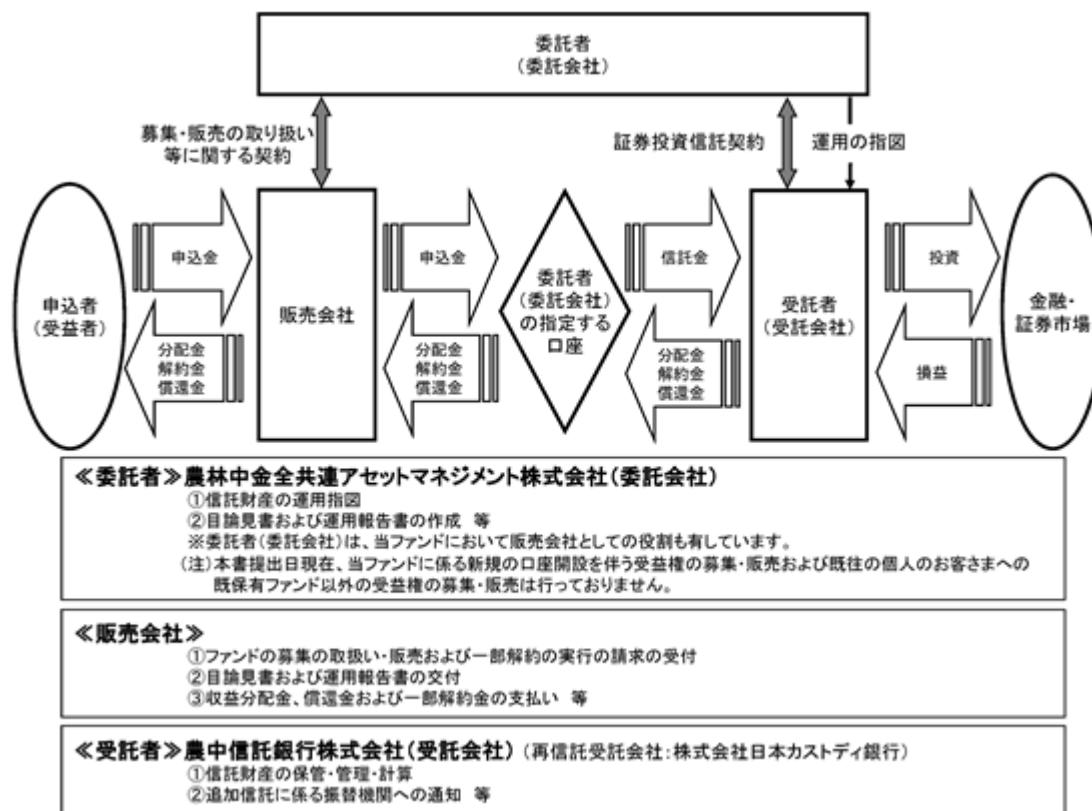 委託者
(委託会社)
募集・販売の取り扱い
等に関する契約
証券投資信託契約
運用の指図
申込者
(受益者)
申込金
分配金
解約金
償還金
販売会社
申込金
分配金
解約金
償還金
委託者
(委託会社)
の指定する
口座
信託金
分配金
解約金
償還金
受託者
(受託会社)
投資
損益
金融・
証券市場
≪委託者≫農林中金全共連アセットマネジメント株式会社(委託会社)
①信託財産の運用指図
②目論見書および運用報告書の作成 等
※委託者(委託会社)は、当ファンドにおいて販売会社としての役割も有しています。
(注)本書提出日現在、当ファンドに係る新規の口座開設を伴う受益権の募集・販売および既往の個人のお客さまへの
既保有ファンド以外の受益権の募集・販売は行っておりません。
≪販売会社≫
①ファンドの募集の取扱い・販売および一部解約の実行の請求の受付
②目論見書および運用報告書の交付
③収益分配金、償還金および一部解約金の支払い 等
≪受託者≫農中信託銀行株式会社(受託会社) (再信託受託会社:株式会社日本カストディ銀行)
①信託財産の保管・管理・計算
②追加信託に係る振替機関への通知 等